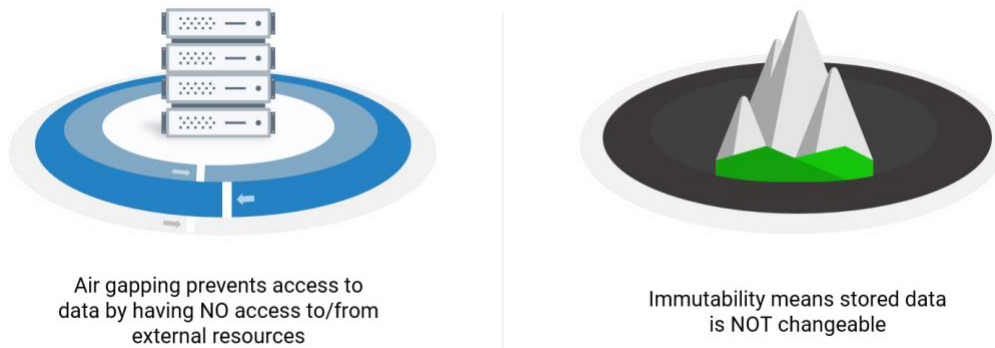 Air gapping prevents access to
data by having NO access to/from
external resources
Immutability means stored data
is NOT changeable